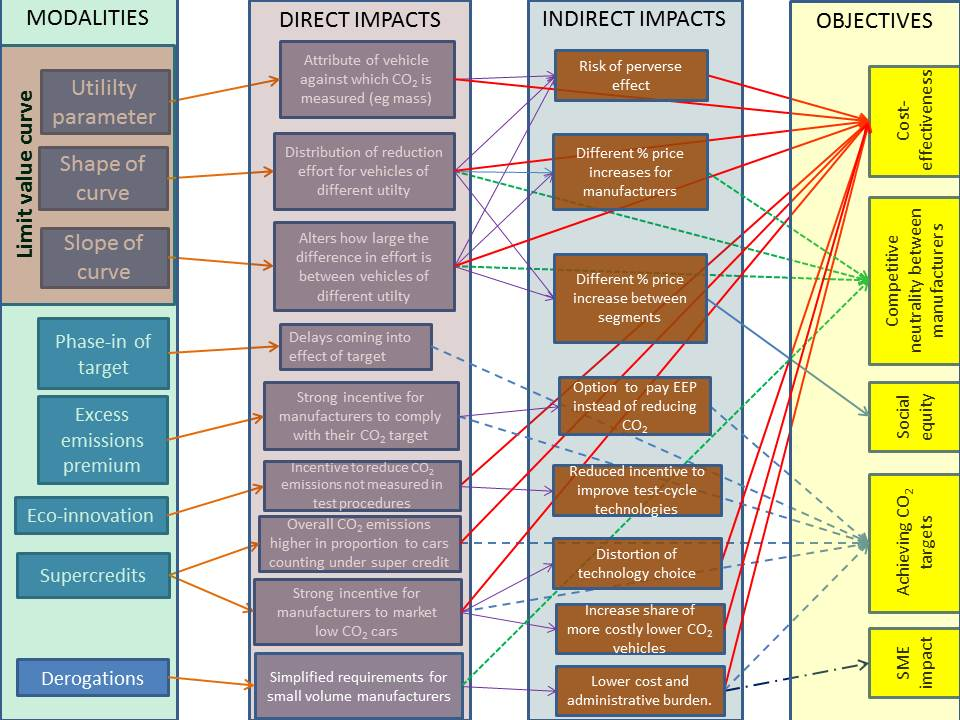 MODALITIES
Limit value curve
Utililty
parameter
Shape of
curve
Slope of
curve
Phase-in of
target
Excess
emissions
premium
Eco-innovation
Supercredits
Derogations
DIRECT IMPACTS
Attribute of vehicle
against which CO₂ is
measured (eg mass)
Distribution of reduction
effort for vehicles of
different utilty
Alters how large the
difference in effort is
between vehicles of
different utility
Delays coming into
effect of target
Strong incentive for
manufacturers to comply
with their CO₂ target
Incentive to reduce CO₂
emissions not measured in
test procedures
Overall CO₂ emissions
higher in proportion to cars
counting under super credit
Strong incentive for
manufacturers to market
low CO₂ cars
Simplified requirements for
small volume manufacturers
INDIRECT IMPACTS
Risk of perverse
effect
Different % price
increases for
manufacturers
Different % price
increase between
segments
Option to pay EEP
instead of reducing
CO₂
Reduced incentive to
improve test-cycle
technologies
Distortion of
technology choice
Increase share of
more costly lower CO₂
vehicles
Lower cost and
administrative burden.
OBJECTIVES
Cost-
effectiveness
Competitive
neutrality between
manufacturers
Social
equity
Achieving CO₂
targets
SME
impact